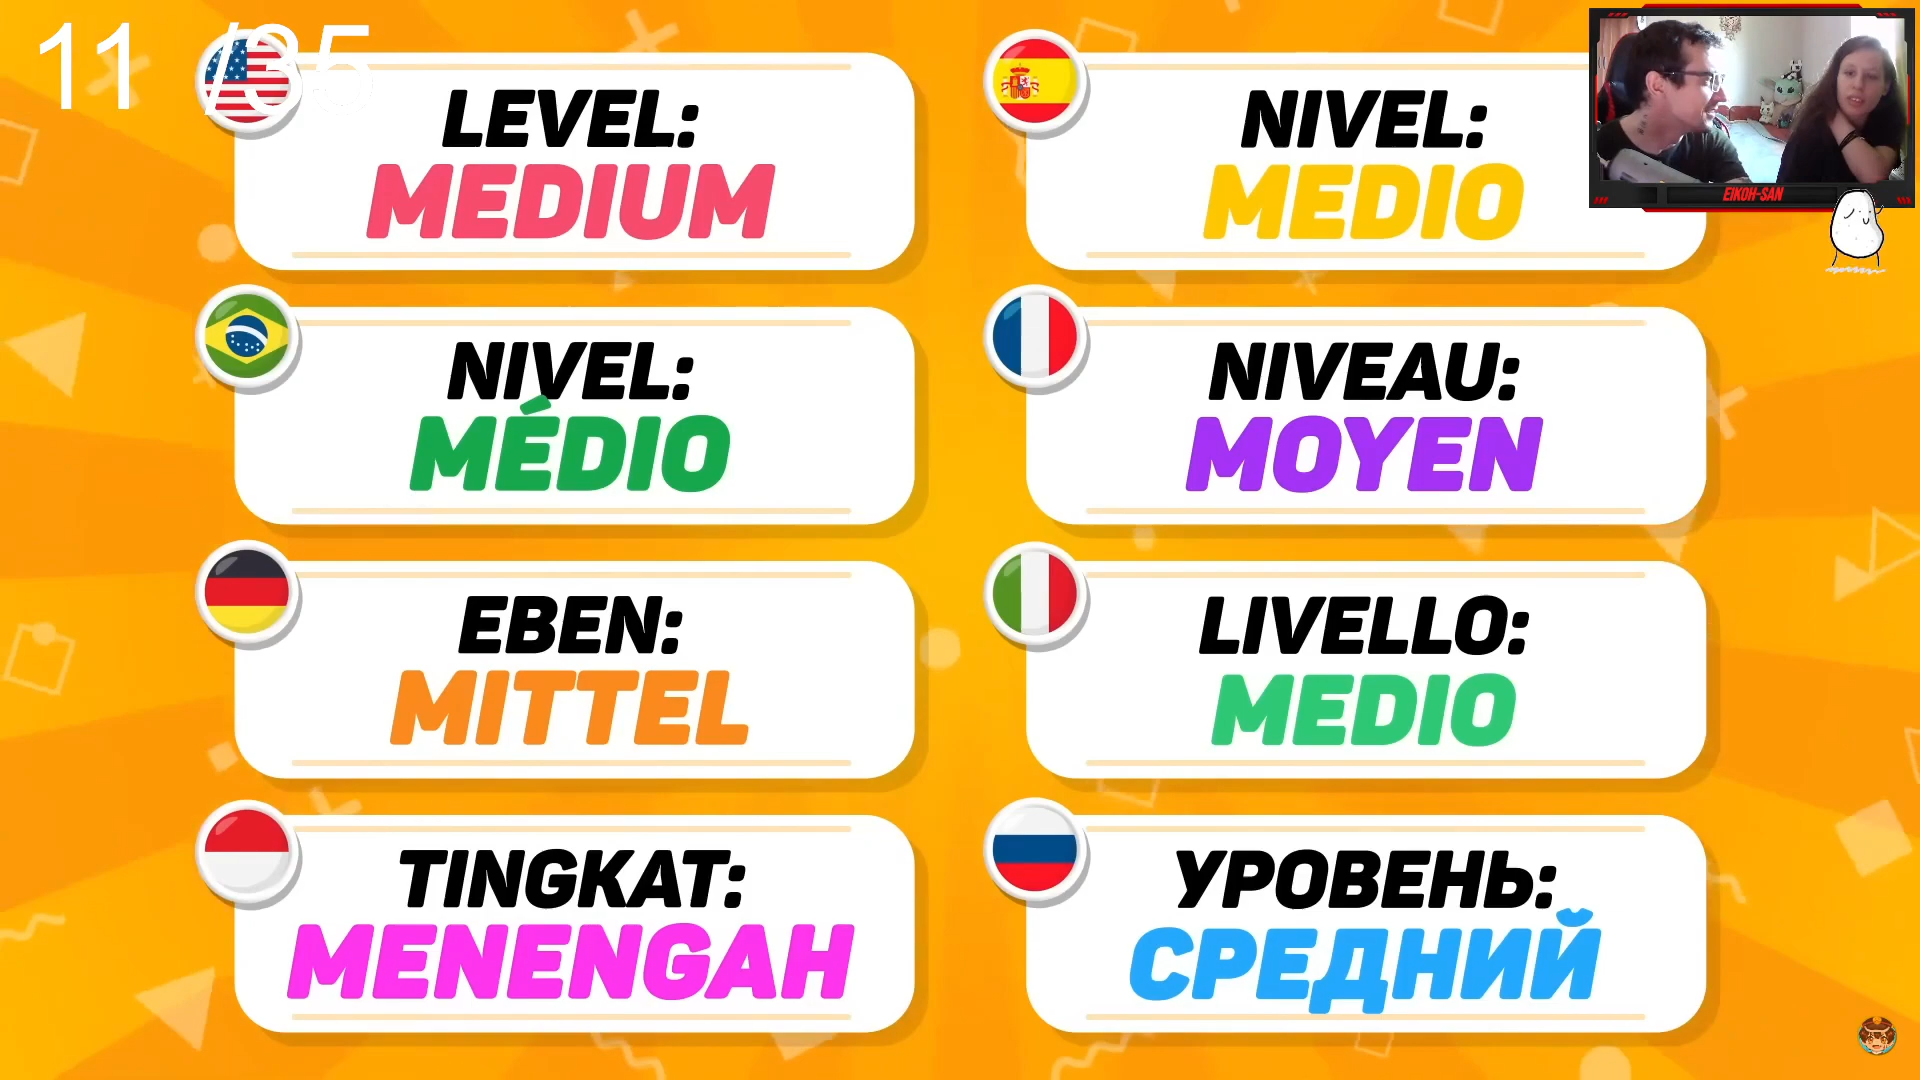 11 /35
LEVEL:
MEDIUM
NIVEL:
MEDIO
EIKOH-SAN
NIVEL:
MÉDIO
NIVEAU:
MOYEN
EBEN:
MITTEL
LIVELLO:
MEDIO
TINGKAT:
MENENGAH
УРОВЕНЬ:
СРЕДНИЙ